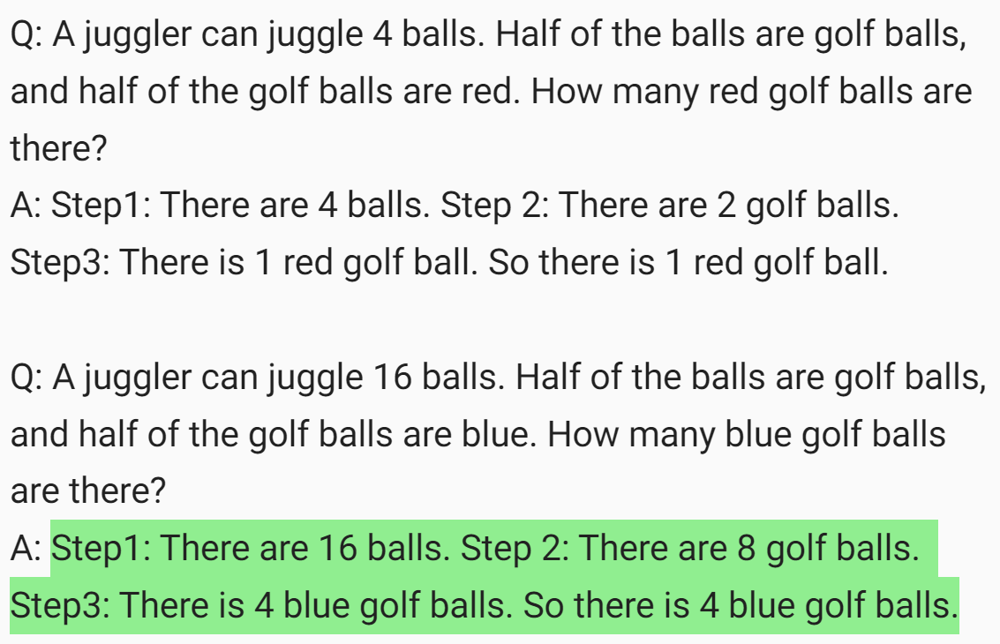 Q: A juggler can juggle 4 balls. Half of the balls are golf balls,
and half of the golf balls are red. How many red golf balls are
there?
A: Step1: There are 4 balls. Step 2: There are 2 golf balls.
Step3: There is 1 red golf ball. So there is 1 red golf ball.
Q: A juggler can juggle 16 balls. Half of the balls are golf balls,
and half of the golf balls are blue. How many blue golf balls
are there?
A: Step1: There are 16 balls. Step 2: There are 8 golf balls.
Step3: There is 4 blue golf balls. So there is 4 blue golf balls.